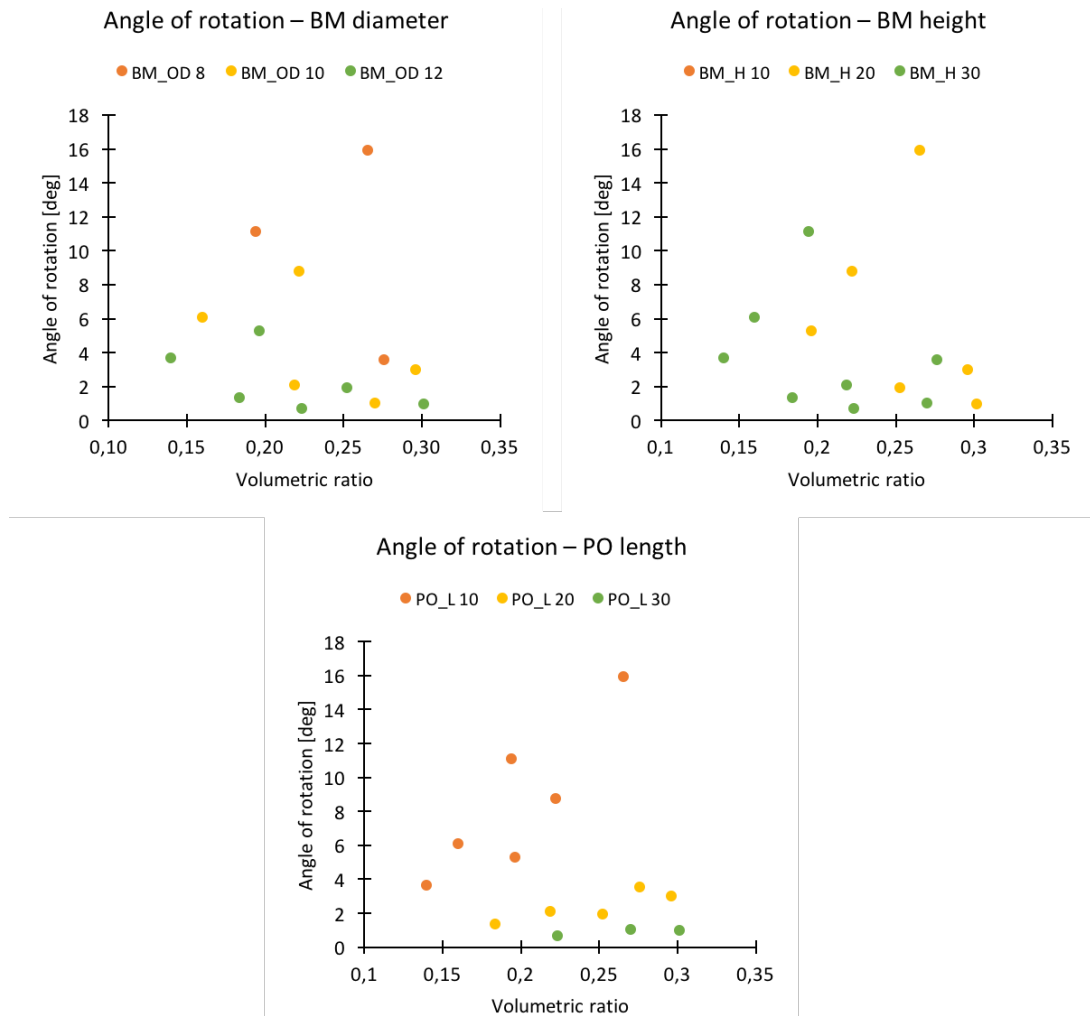 Angle of rotation – BM diameter
BM_OD 8 BM_OD 10 BM_OD 12
18
16
14
12
10
8
6
4
2
0
Angle of rotation [deg]
0,10 0,15 0,20 0,25 0,30 0,35
Volumetric ratio
Angle of rotation – BM height
BM_H 10 BM_H 20 BM_H 30
18
16
14
12
10
8
6
4
2
0
Angle of rotation [deg]
0,1 0,15 0,2 0,25 0,3 0,35
Volumetric ratio
Angle of rotation – PO length
PO_L 10 PO_L 20 PO_L 30
18
16
14
12
10
8
6
4
2
0
Angle of rotation [deg]
0,1 0,15 0,2 0,25 0,3 0,35
Volumetric ratio